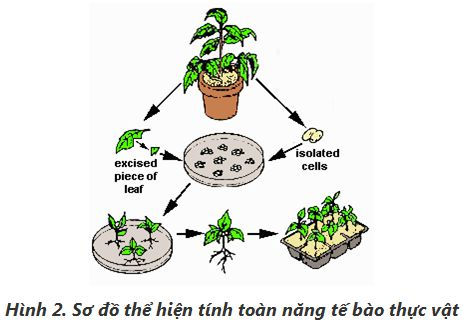 excised
piece of
leaf
isolated
cells
Hình 2. Sơ đồ thể hiện tính toàn năng tế bào thực vật